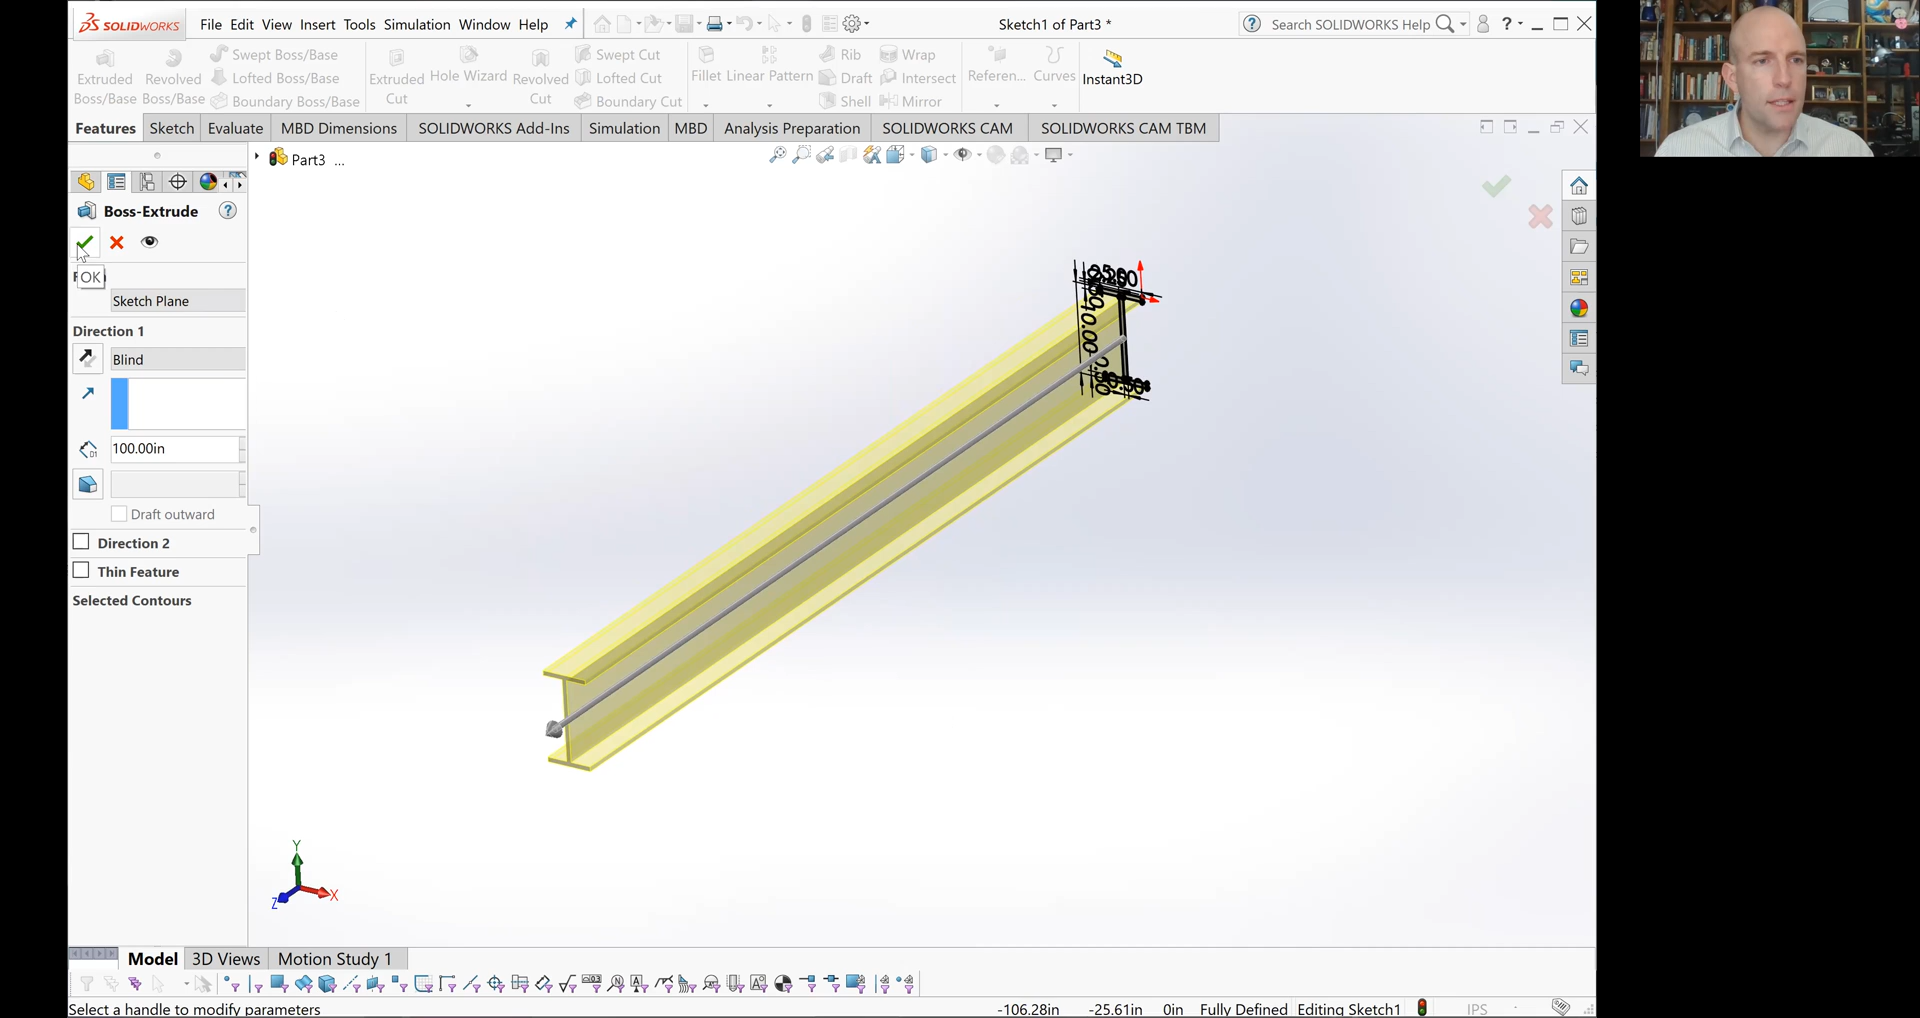 SOLIDWORKS File Edit View Insert Tools Simulation Window Help Sketch1 of Part3 * Search SOLIDWORKS Help ?
Extruded Boss/Base
Revolved Boss/Base
Swept Boss/Base
Lofted Boss/Base
Boundary Boss/Base
Extruded Cut
Hole Wizard
Revolved Cut
Swept Cut
Lofted Cut
Boundary Cut
Fillet
Linear Pattern
Rib
Draft
Shell
Wrap
Intersect
Mirror
Referen...
Curves
Instant3D
Features Sketch Evaluate MBD Dimensions SOLIDWORKS Add-Ins Simulation MBD Analysis Preparation SOLIDWORKS CAM SOLIDWORKS CAM TBM
Part3 ...
Boss-Extrude ?
OK
Sketch Plane
Direction 1
Blind
D1 100.00in
Draft outward
Direction 2
Thin Feature
Selected Contours
10.00
0.50
Y
X
Z
Model 3D Views Motion Study 1
Select a handle to modify parameters -106.28in -25.61in 0in Fully Defined Editing Sketch1 IPS